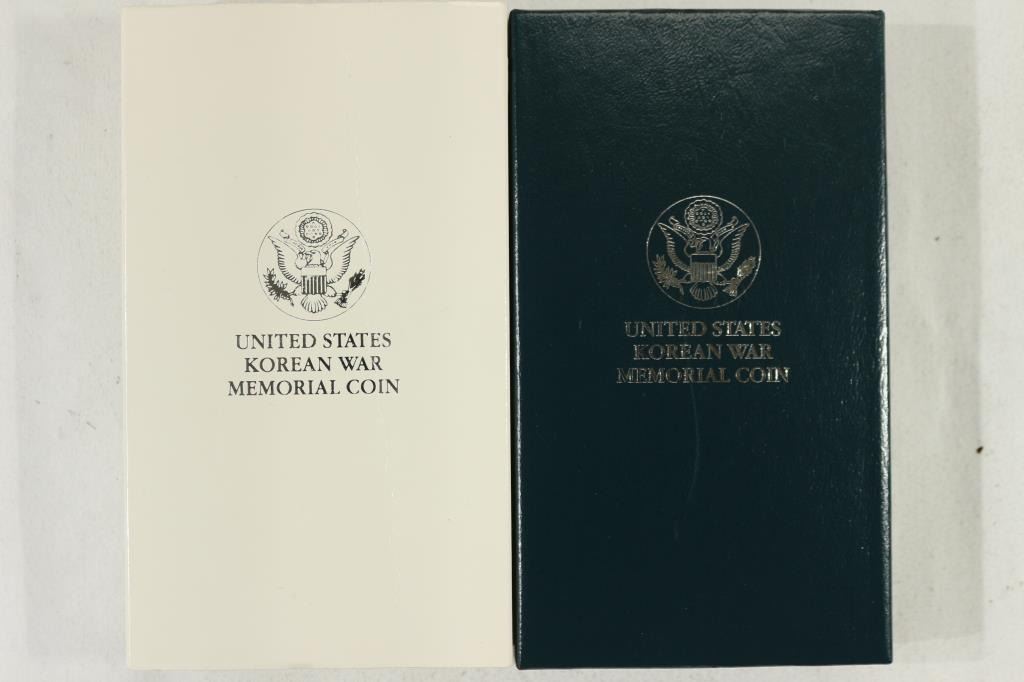 UNITED STATES
KOREAN WAR
MEMORIAL COIN
UNITED STATES
KOREAN WAR
MEMORIAL COIN